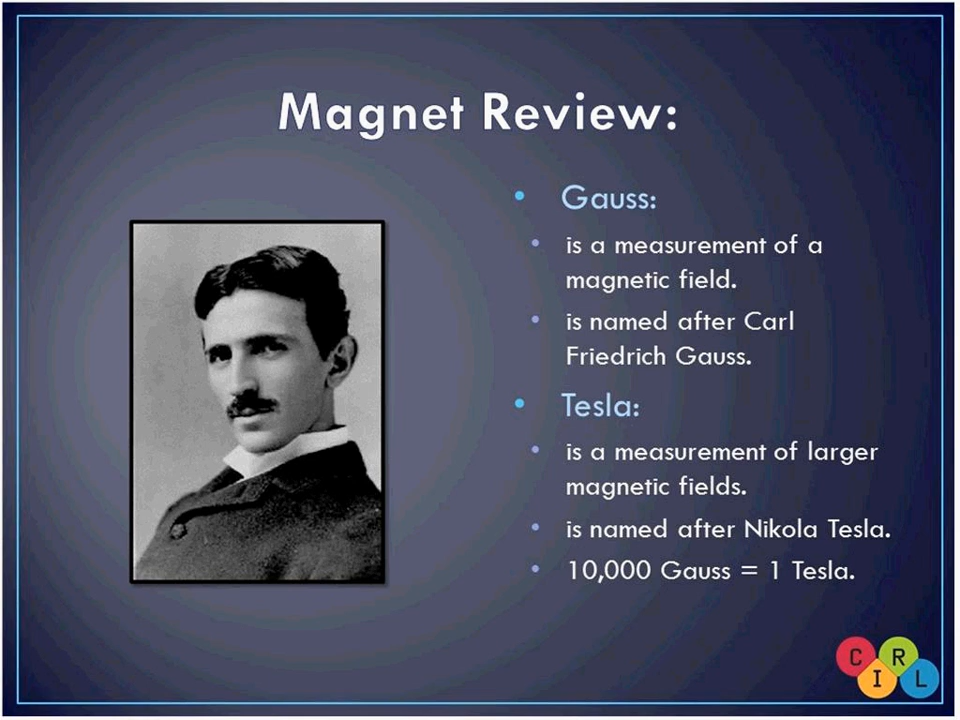 Magnet Review:
• Gauss:
• is a measurement of a
magnetic field.
• is named after Carl
Friedrich Gauss.
• Tesla:
• is a measurement of larger
magnetic fields.
• is named after Nikola Tesla.
• 10,000 Gauss = 1 Tesla.
C R
I L